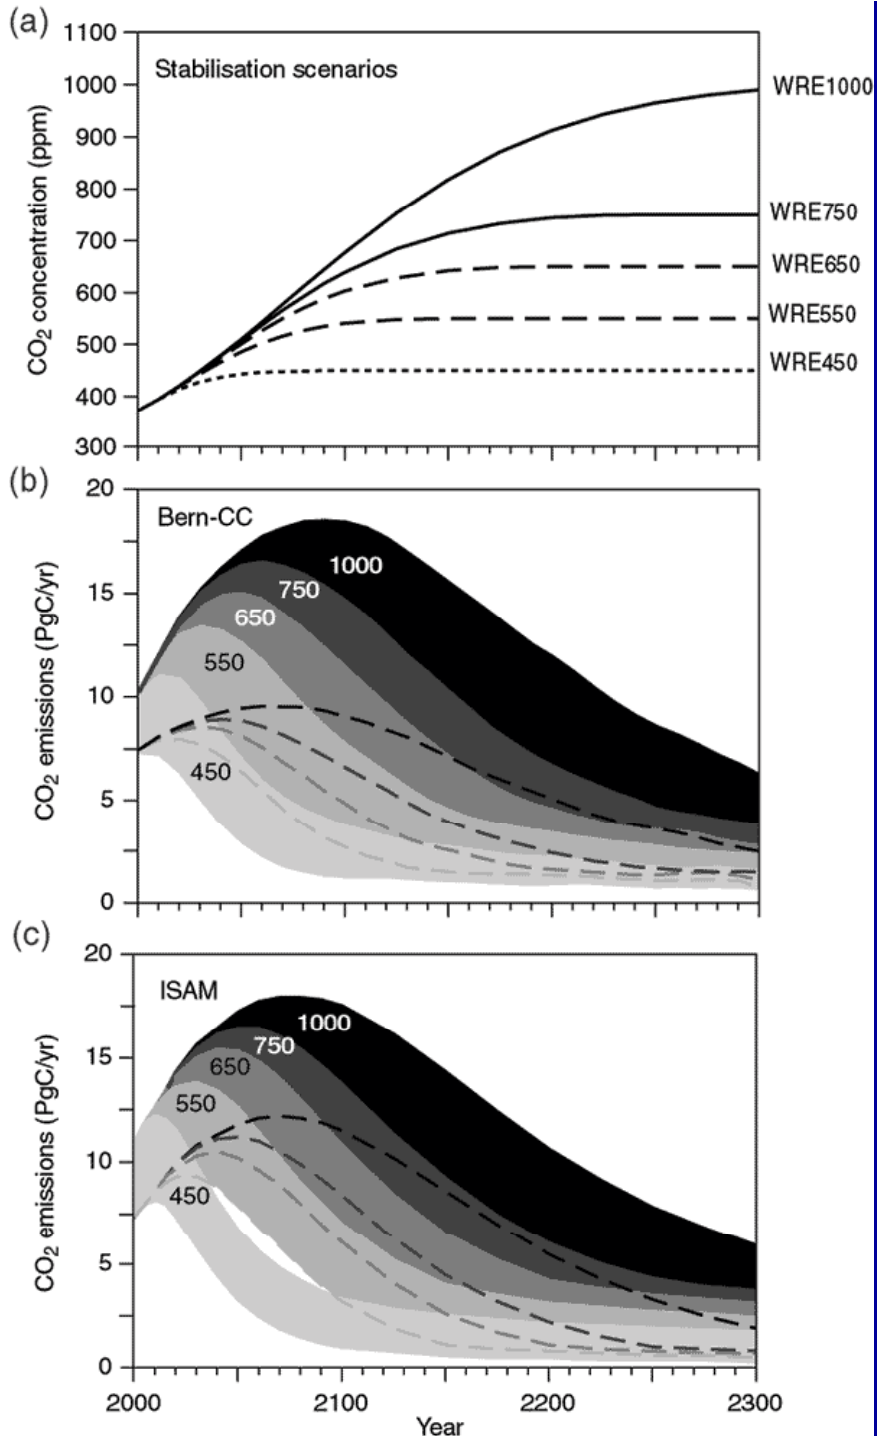 (a)
1100
1000
900
800
700
600
500
400
300
CO2 concentration (ppm)
Stabilisation scenarios
WRE1000
WRE750
WRE650
WRE550
WRE450
(b)
20
15
10
5
0
CO2 emissions (PgC/yr)
Bern-CC
1000
750
650
550
450
(c)
20
15
10
5
0
CO2 emissions (PgC/yr)
ISAM
1000
750
650
550
450
2000
2100
2200
2300
Year